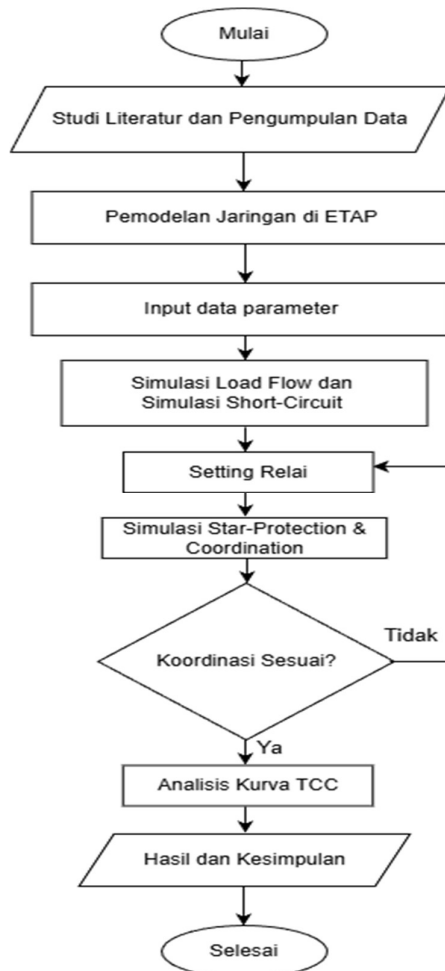 Mulai
Studi Literatur dan Pengumpulan Data
Pemodelan Jaringan di ETAP
Input data parameter
Simulasi Load Flow dan
Simulasi Short-Circuit
Setting Relai
Simulasi Star-Protection &
Coordination
Koordinasi Sesuai?
Tidak
Ya
Analisis Kurva TCC
Hasil dan Kesimpulan
Selesai